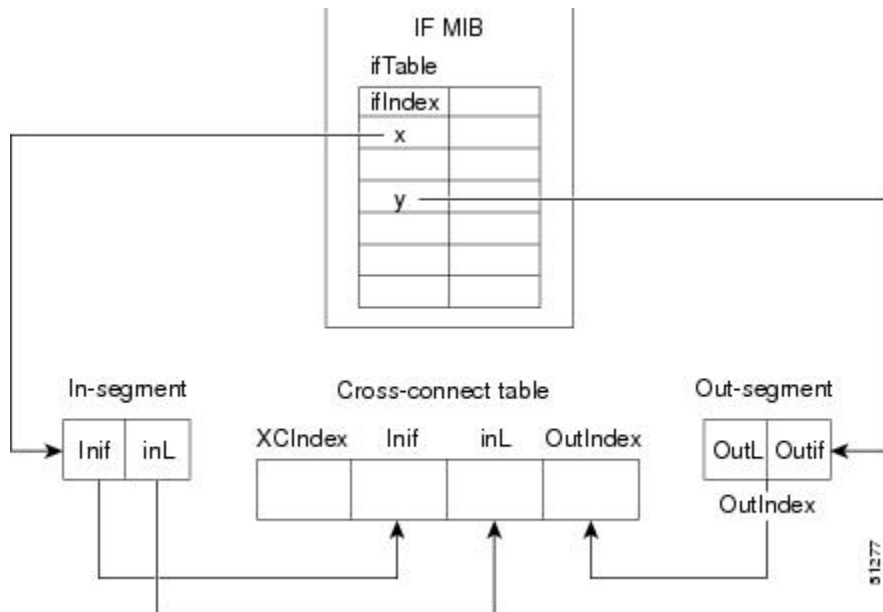 IF MIB
ifTable
ifIndex
x
y
In-segment
Cross-connect table
Out-segment
XCIndex Inif inL OutIndex
Inif inL
OutL Outif
OutIndex
51277